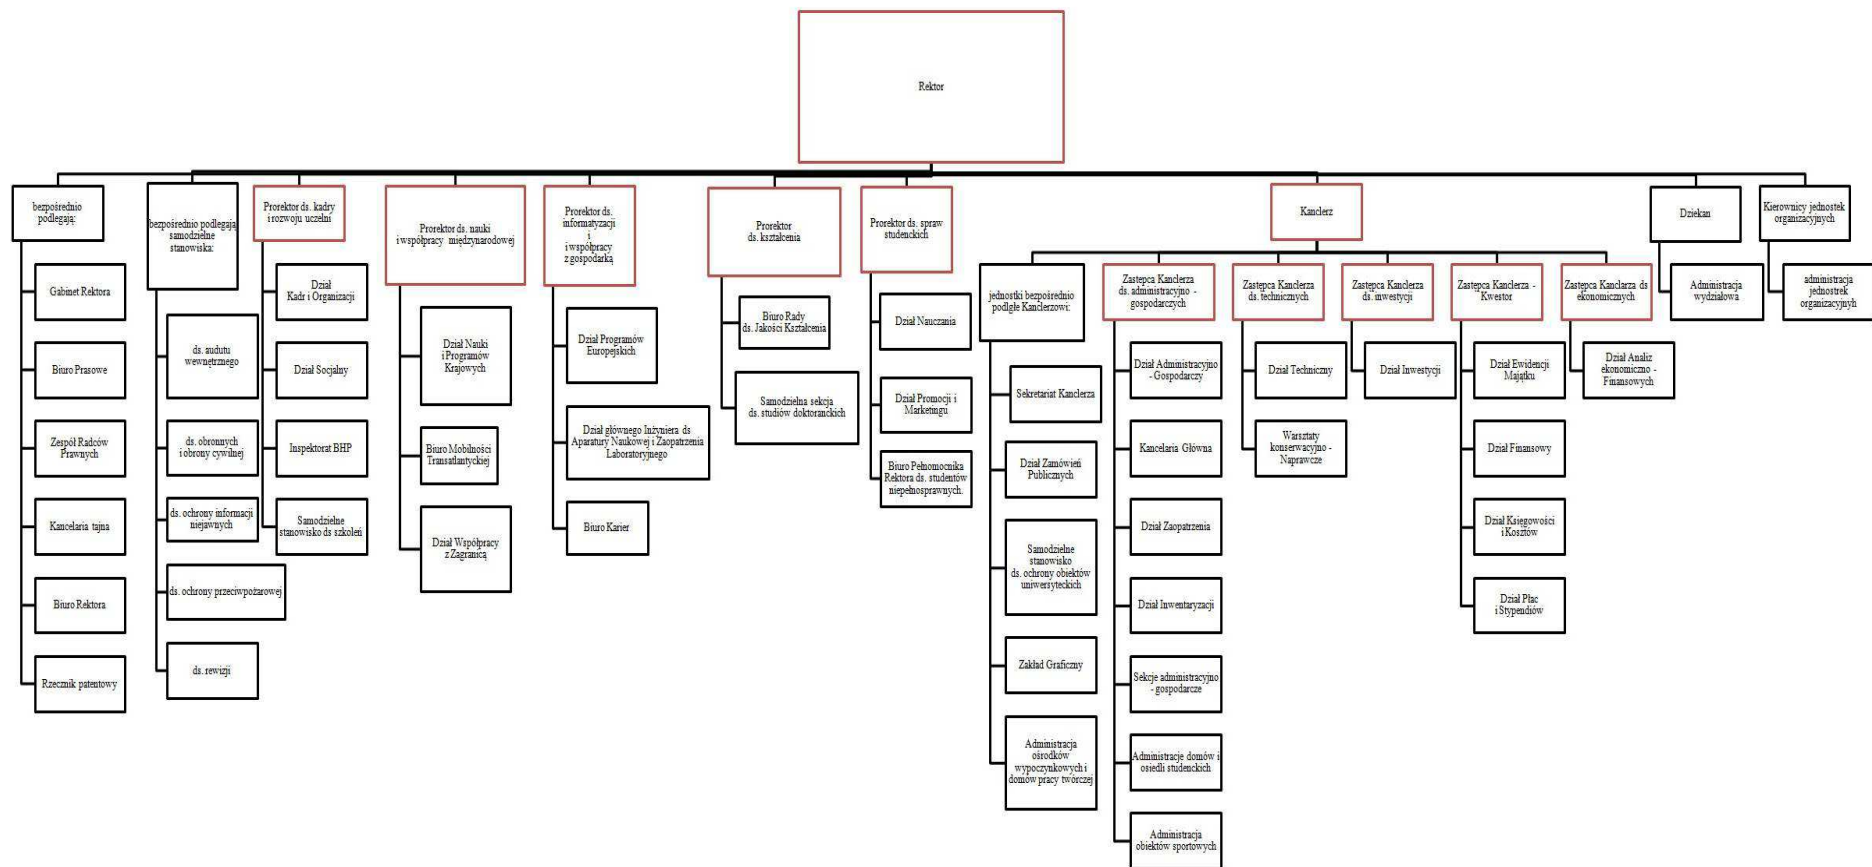 Rektor
bezpośrednio
podlegają:
Gabinet Rektora
Biuro Prasowe
Zespół Radców
Prawnych
Kancelaria tajna
Biuro Rektora
Rzecznik patentowy
bezpośrednio podlegają
samodzielne
stanowiska:
ds. audutu
wewnętrznego
ds. obronnych
i obrony cywilnej
ds. ochrony informacji
niejawnych
ds. ochrony przeciwpożarowej
ds. rewizji
Prorektor ds. kadry
i rozwoju uczelni
Dział
Kadr i Organizacji
Dział Socjalny
Inspektorat BHP
Samodzielne
stanowisko ds szkoleń
Prorektor ds. nauki
i współpracy międzynarodowej
Dział Nauki
i Programów
Krajowych
Biuro Mobilności
Transatlantyckiej
Dział Współpracy
z Zagranicą
Prorektor ds.
informatyzacji
i
i współpracy
z gospodarką
Dział Programów
Europejskich
Dział głównego Inżyniera ds
Aparatury Naukowej i Zaopatrzenia
Laboratoryjnego
Biuro Karier
Prorektor
ds. kształcenia
Biuro Rady
ds. Jakości Kształcenia
Samodzielna sekcja
ds. studiów doktoranckich
Prorektor ds. spraw
studenckich
Dział Nauczania
Dział Promocji i
Marketingu
Biuro Pełnomocnika
Rektora ds. studentów
niepełnosprawnych.
Kanclerz
jednostki bezpośrednio
podlgłe Kanclerzowi:
Sekretariat Kanclerza
Dział Zamówień
Publicznych
Samodzielne
stanowisko
ds. ochrony obiektów
uniwersyteckich
Zakład Graficzny
Administracja
ośrodków
wypoczynkowych i
domów pracy twórczej
Zastępca Kanclerza
ds. administracyjno -
gospodarczych
Dział Administracyjno
- Gospodarczy
Kancelaria Główna
Dział Zaopatrzenia
Dział Inwentaryzacji
Sekcje administracyjno
- gospodarcze
Administracje domów i
osiedli studenckich
Administracja
obiektów sportowych
Zastępca Kanclerza
ds. technicznych
Dział Techniczny
Warsztaty
konserwacyjno -
Naprawcze
Zastępca Kanclerza
ds. inwestycji
Dział Inwestycji
Zastępca Kanclerza -
Kwestor
Dział Ewidencji
Majątku
Dział Finansowy
Dział Księgowości
i Kosztów
Dział Płac
i Stypendiów
Zastępca Kanclarza ds
ekonomicznych
Dział Analiz
ekonomiczno -
Finansowych
Dziekan
Administracja
wydziałowa
Kierownicy jednostek
organizacyjnych
administracja
jednostrek
organizacyjnyh